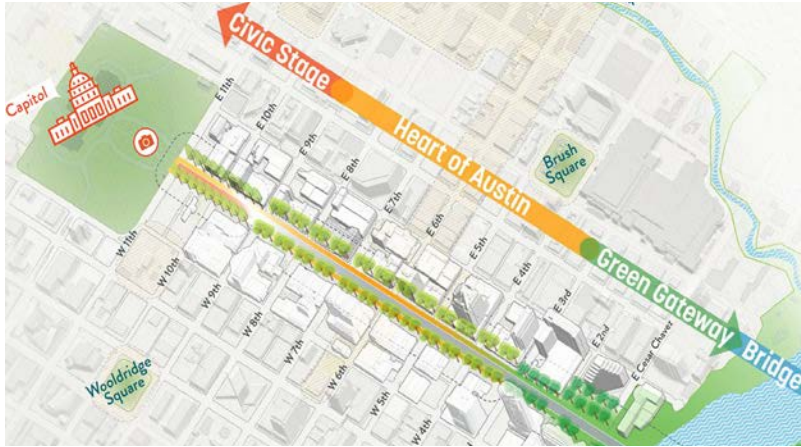 Civic Stage
Heart of Austin
Green Gateway
Bridge
Capitol
Brush
Square
Wooldridge
Square
E 11th
E 10th
E 9th
E 8th
E 7th
E 6th
E 5th
E 4th
E 3rd
E 2nd
E Cesar Chavez
W 11th
W 10th
W 9th
W 8th
W 7th
W 6th
W 5th
W 4th